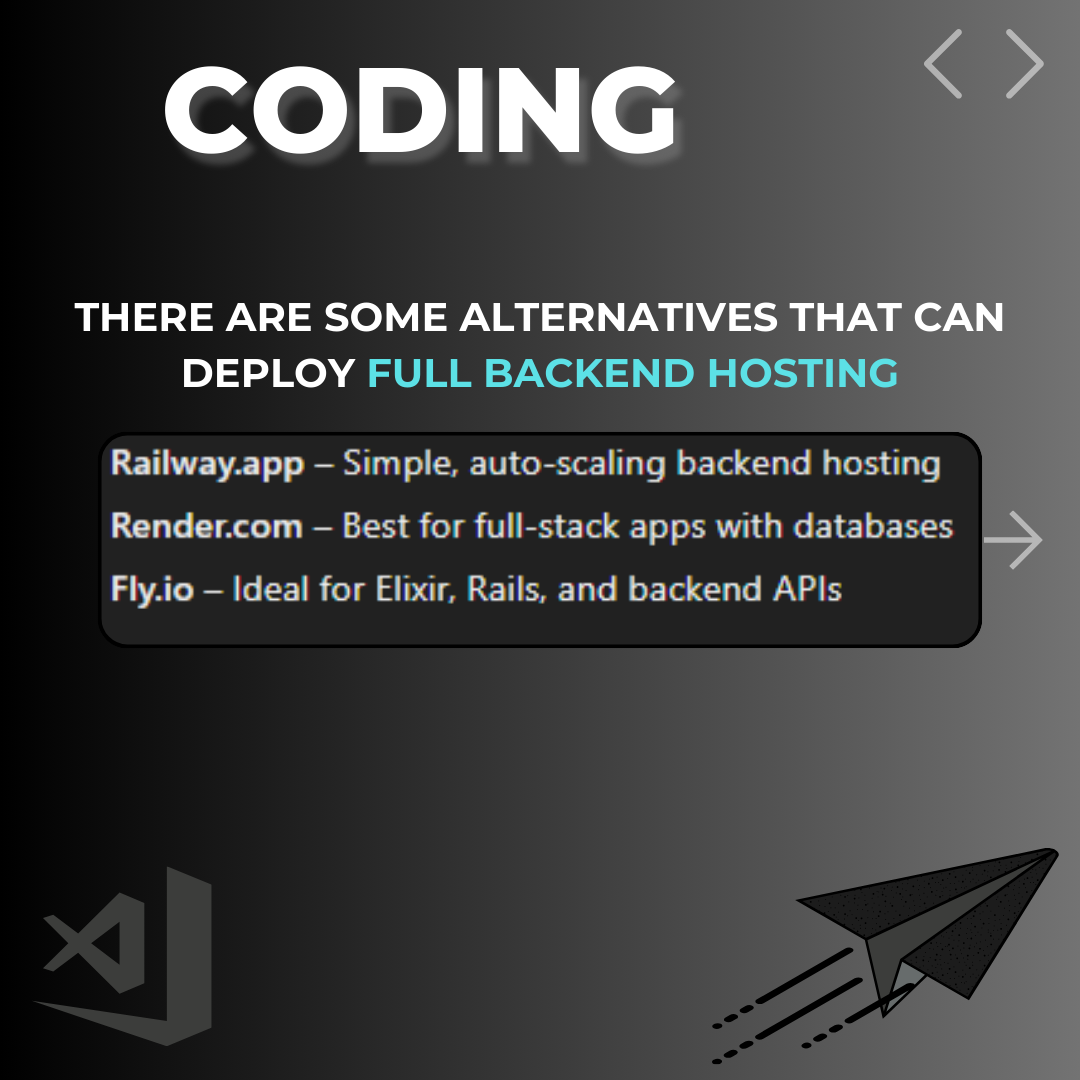 CODING
THERE ARE SOME ALTERNATIVES THAT CAN
DEPLOY FULL BACKEND HOSTING
Railway.app – Simple, auto-scaling backend hosting
Render.com – Best for full-stack apps with databases
Fly.io – Ideal for Elixir, Rails, and backend APIs